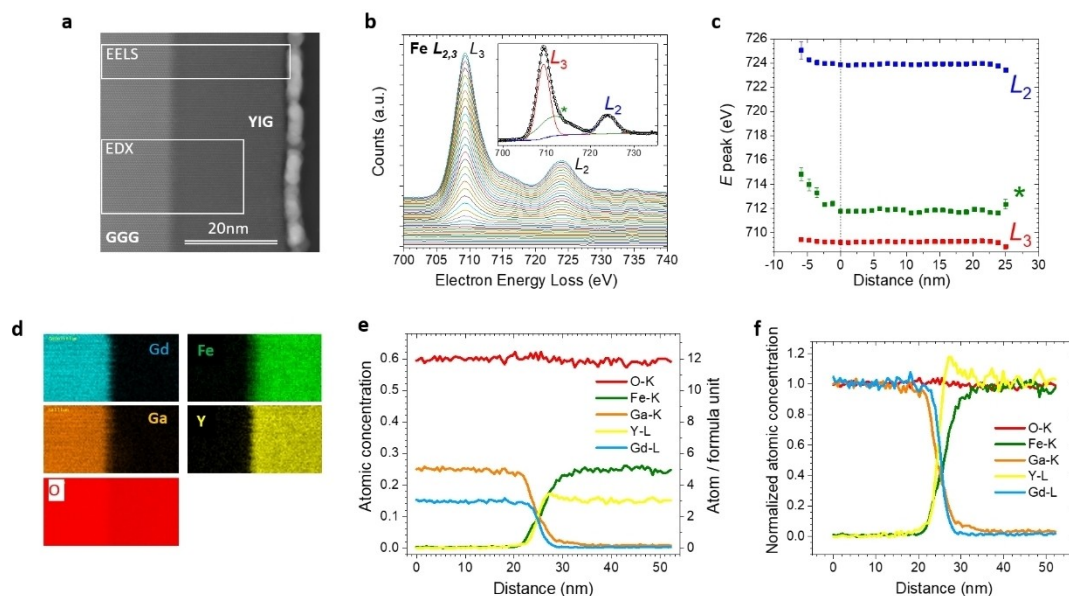 a
EELS
YIG
EDX
20nm
GGG
b
Fe L2,3
L3
L3
*
L2
700 710 720 730
L2
Counts (a.u.)
700 705 710 715 720 725 730 735 740
Electron Energy Loss (eV)
c
726
724
722
720
718
716
714
712
710
E peak (eV)
L2
*
L3
-10 -5 0 5 10 15 20 25 30
Distance (nm)
d
Gd
Fe
Ga
Y
O
e
0.6
0.5
0.4
0.3
0.2
0.1
0.0
Atomic concentration
O-K
Fe-K
Ga-K
Y-L
Gd-L
12
10
8
6
4
2
0
Atom / formula unit
0 10 20 30 40 50
Distance (nm)
f
1.2
1.0
0.8
0.6
0.4
0.2
0.0
Normalized atomic concentration
O-K
Fe-K
Ga-K
Y-L
Gd-L
0 10 20 30 40 50
Distance (nm)